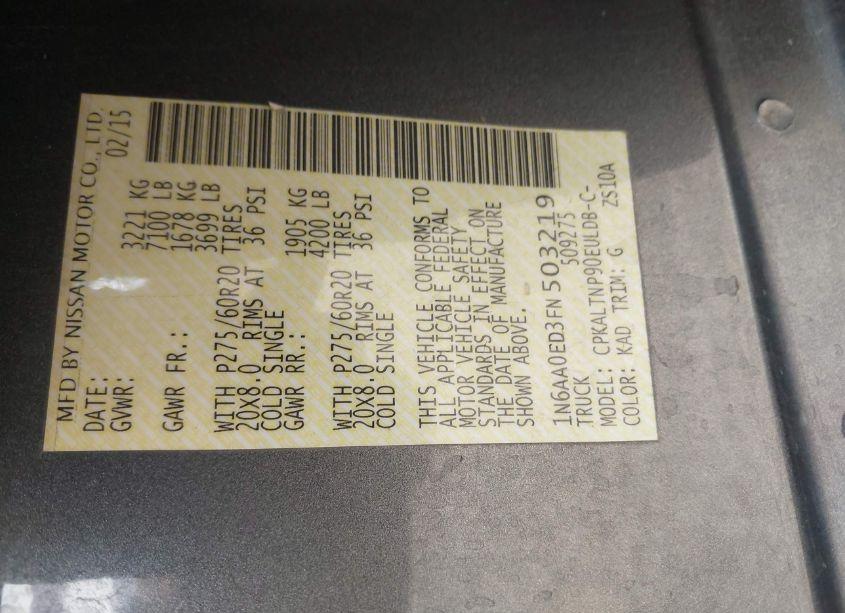 MFD BY NISSAN MOTOR CO., LTD.
DATE: 02/15
GVWR: 3221 KG
7100 LB
GAWR FR.: 1678 KG
3699 LB
WITH P275/60R20 TIRES
20X8.0 RIMS AT 36 PSI
COLD SINGLE
GAWR RR.: 1905 KG
4200 LB
WITH P275/60R20 TIRES
20X8.0 RIMS AT 36 PSI
COLD SINGLE
THIS VEHICLE CONFORMS TO
ALL APPLICABLE FEDERAL
MOTOR VEHICLE SAFETY
STANDARDS IN EFFECT ON
THE DATE OF MANUFACTURE
SHOWN ABOVE.
1N6AA0ED3FN503219
TRUCK 509275
MODEL: CPKALTNP90EULDB-C-
COLOR: KAD TRIM: G ZS10A